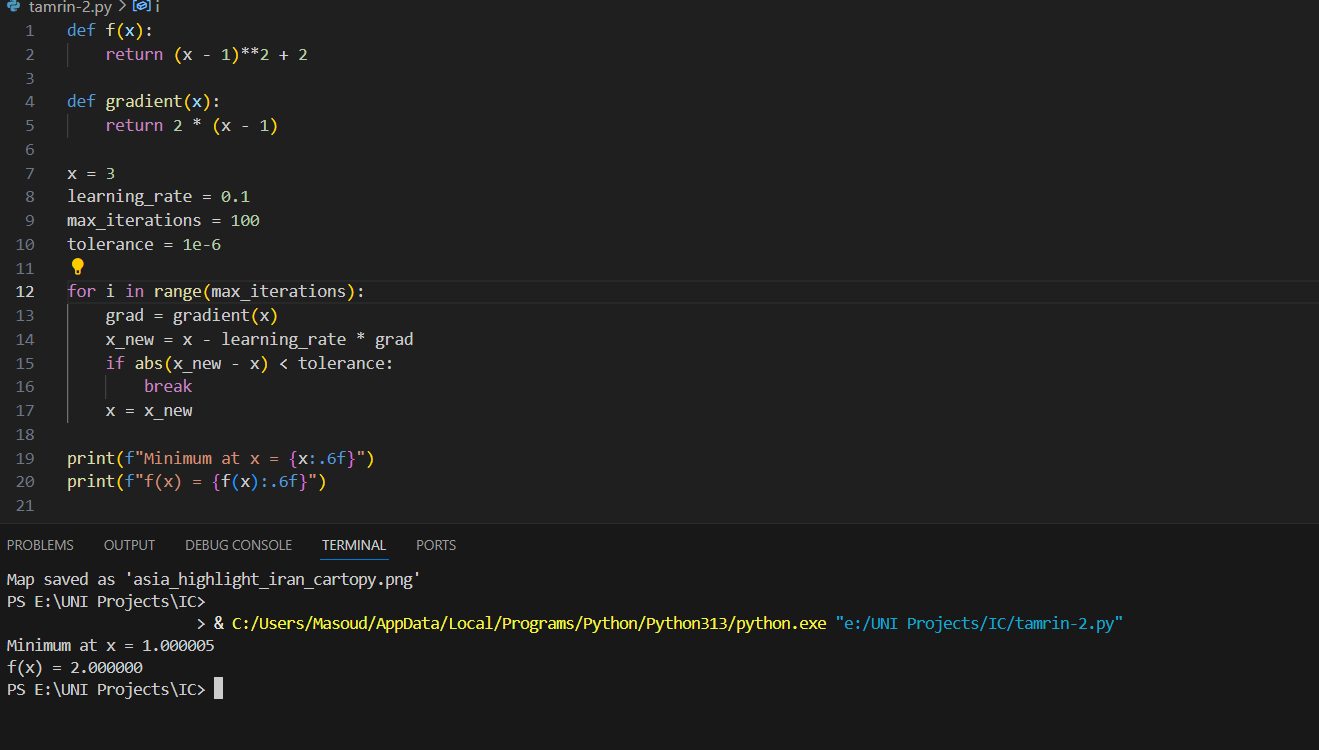 tamrin-2.py > i
1 def f(x):
2     return (x - 1)**2 + 2
3
4 def gradient(x):
5     return 2 * (x - 1)
6
7 x = 3
8 learning_rate = 0.1
9 max_iterations = 100
10 tolerance = 1e-6
11
12 for i in range(max_iterations):
13     grad = gradient(x)
14     x_new = x - learning_rate * grad
15     if abs(x_new - x) < tolerance:
16         break
17     x = x_new
18
19 print(f"Minimum at x = {x:.6f}")
20 print(f"f(x) = {f(x):.6f}")
21
PROBLEMS OUTPUT DEBUG CONSOLE TERMINAL PORTS
Map saved as 'asia_highlight_iran_cartopy.png'
PS E:\UNI Projects\IC>
> & C:/Users/Masoud/AppData/Local/Programs/Python/Python313/python.exe "e:/UNI Projects/IC/tamrin-2.py"
Minimum at x = 1.000005
f(x) = 2.000000
PS E:\UNI Projects\IC>